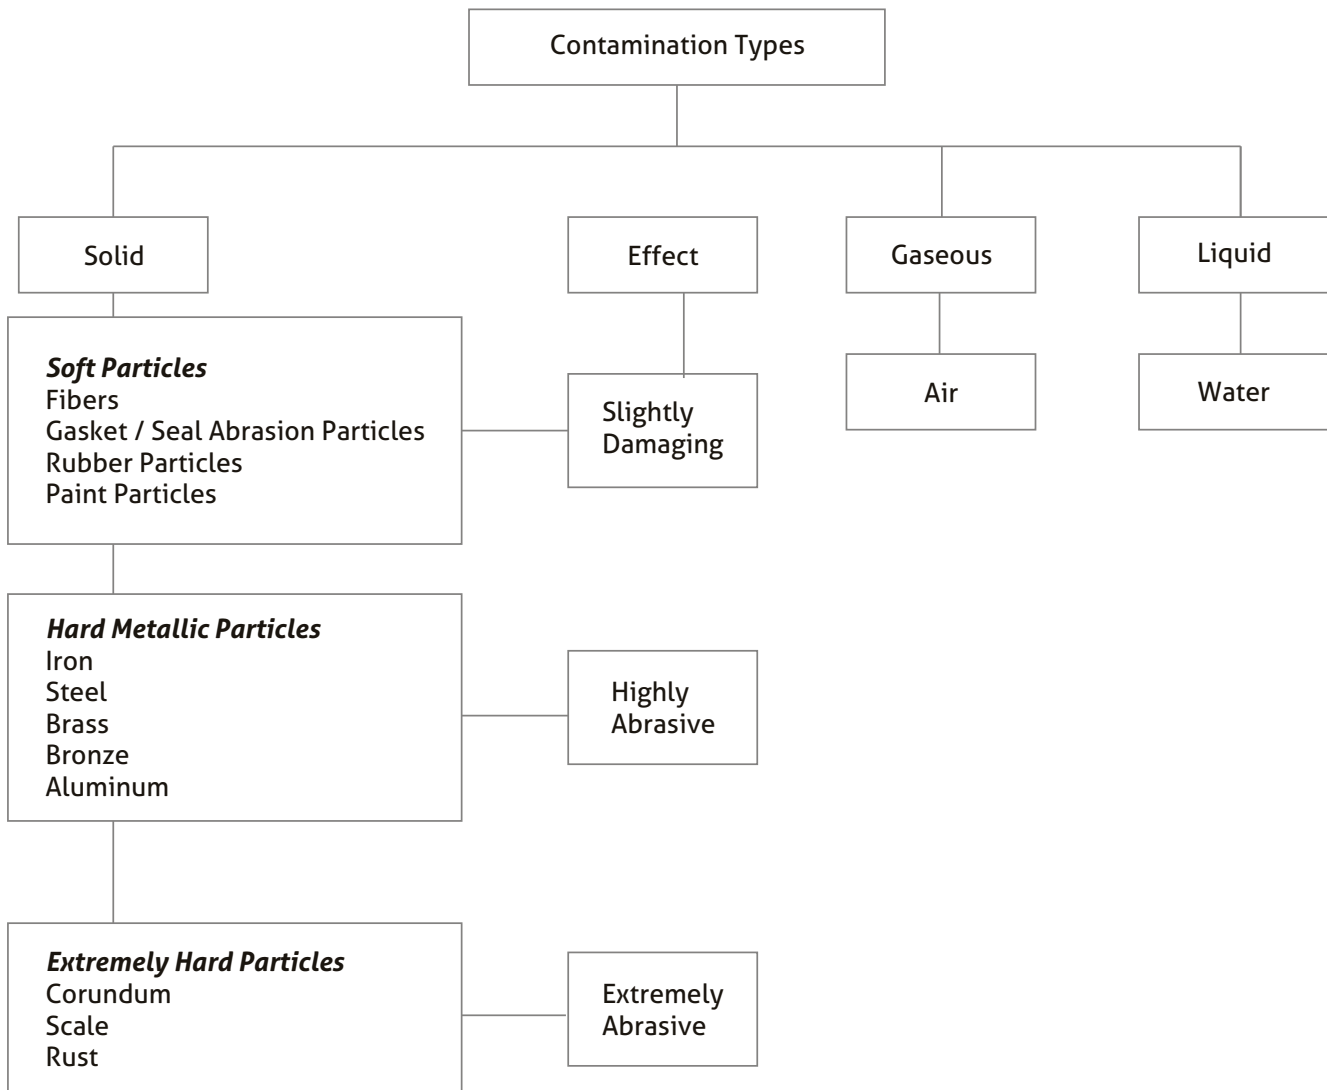 Contamination Types
Solid
Effect
Gaseous
Liquid
Soft Particles
Fibers
Gasket / Seal Abrasion Particles
Rubber Particles
Paint Particles
Slightly
Damaging
Air
Water
Hard Metallic Particles
Iron
Steel
Brass
Bronze
Aluminum
Highly
Abrasive
Extremely Hard Particles
Corundum
Scale
Rust
Extremely
Abrasive